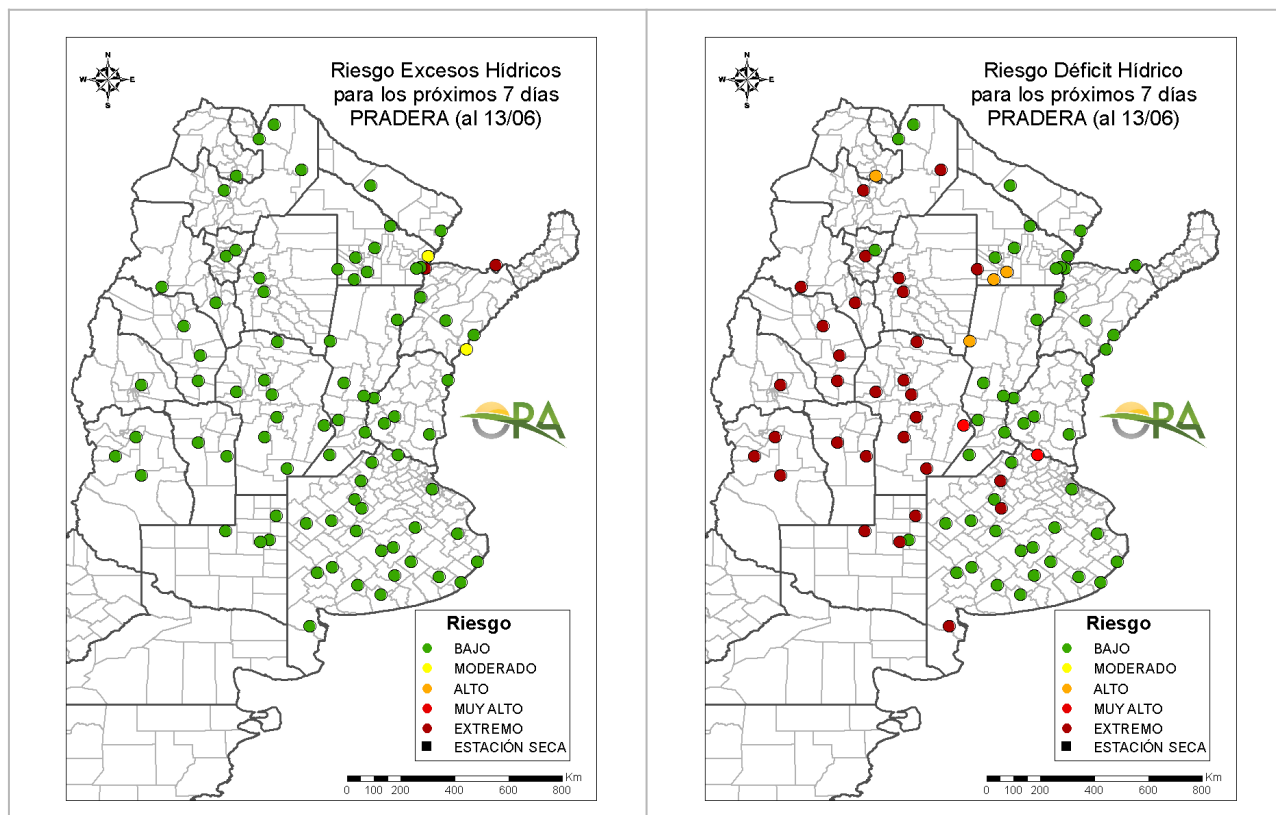 N
W E
S
Riesgo Excesos Hídricos
para los próximos 7 días
PRADERA (al 13/06)
ORA
Riesgo
BAJO
MODERADO
ALTO
MUY ALTO
EXTREMO
ESTACIÓN SECA
Km
0 100 200 400 600 800
N
W E
S
Riesgo Déficit Hídrico
para los próximos 7 días
PRADERA (al 13/06)
ORA
Riesgo
BAJO
MODERADO
ALTO
MUY ALTO
EXTREMO
ESTACIÓN SECA
Km
0 100 200 400 600 800